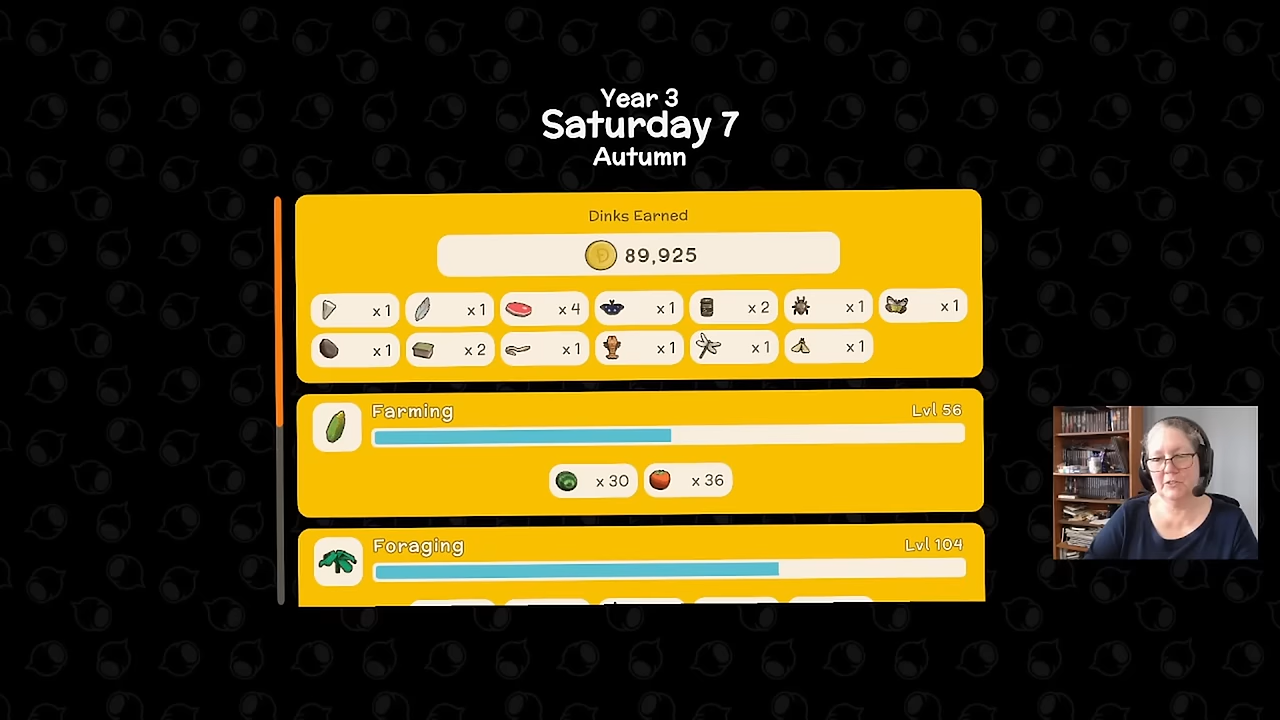 Year 3
Saturday 7
Autumn
Dinks Earned
89,925
x 1 x 1 x 4 x 1 x 2 x 1 x 1
x 1 x 2 x 1 x 1 x 1 x 1
Farming Lvl 56
x 30 x 36
Foraging Lvl 104